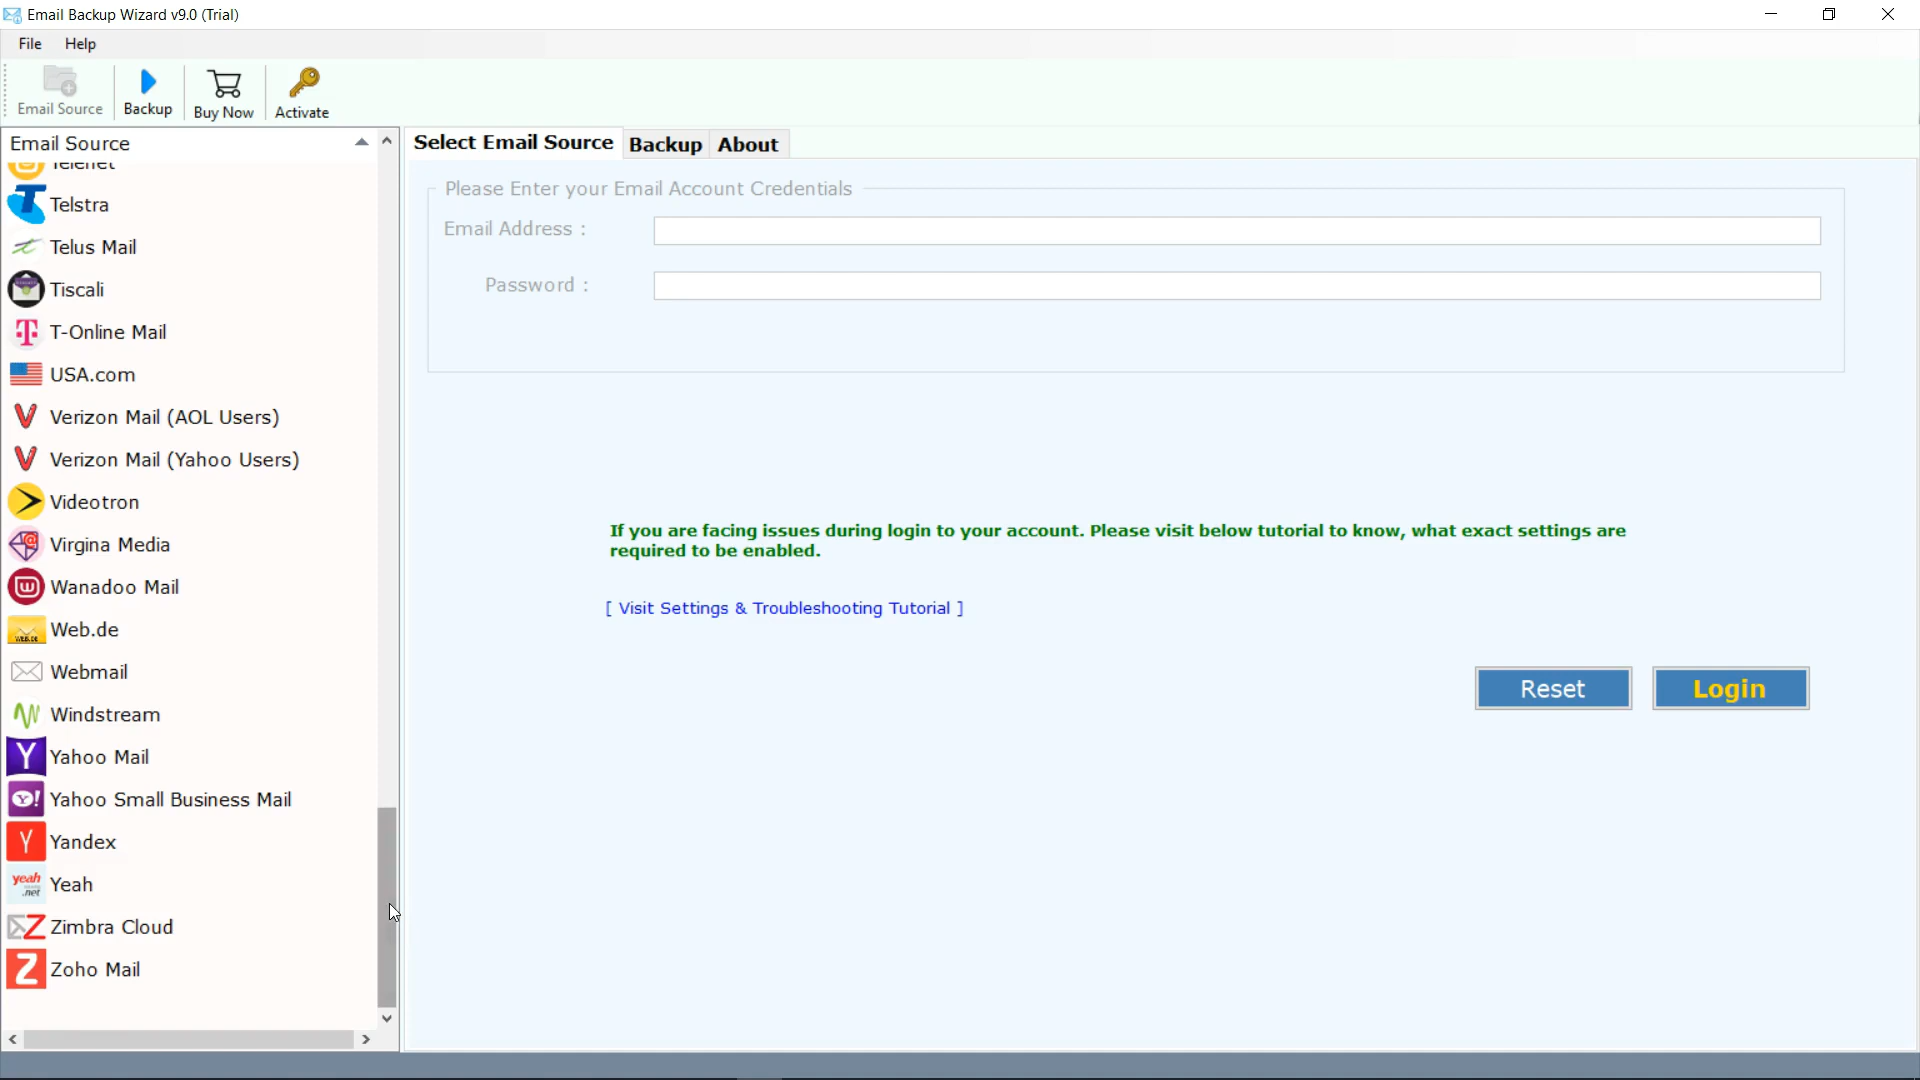 Email Backup Wizard v9.0 (Trial)
File Help
Email Source Backup Buy Now Activate
Email Source
Select Email Source Backup About
Telenet
Telstra
Telus Mail
Tiscali
T-Online Mail
USA.com
Verizon Mail (AOL Users)
Verizon Mail (Yahoo Users)
Videotron
Virgina Media
Wanadoo Mail
Web.de
Webmail
Windstream
Yahoo Mail
Yahoo Small Business Mail
Yandex
yeah
.net
Yeah
Zimbra Cloud
Zoho Mail
Please Enter your Email Account Credentials
Email Address :
Password :
If you are facing issues during login to your account. Please visit below tutorial to know, what exact settings are
required to be enabled.
[ Visit Settings & Troubleshooting Tutorial ]
Reset Login